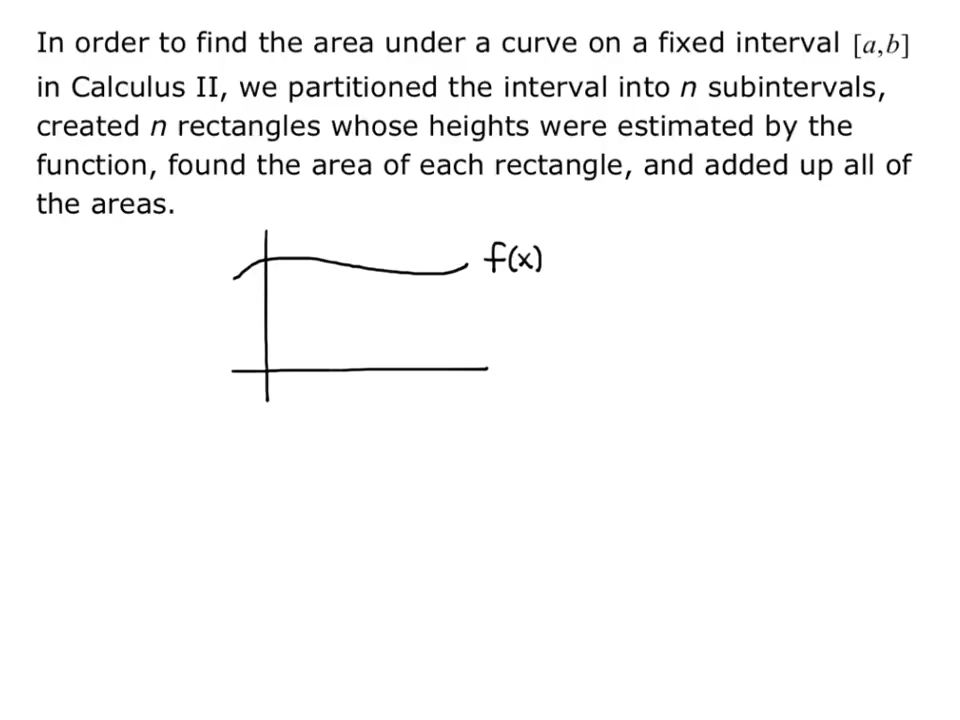 In order to find the area under a curve on a fixed interval [a,b]
in Calculus II, we partitioned the interval into n subintervals,
created n rectangles whose heights were estimated by the
function, found the area of each rectangle, and added up all of
the areas.
f(x)